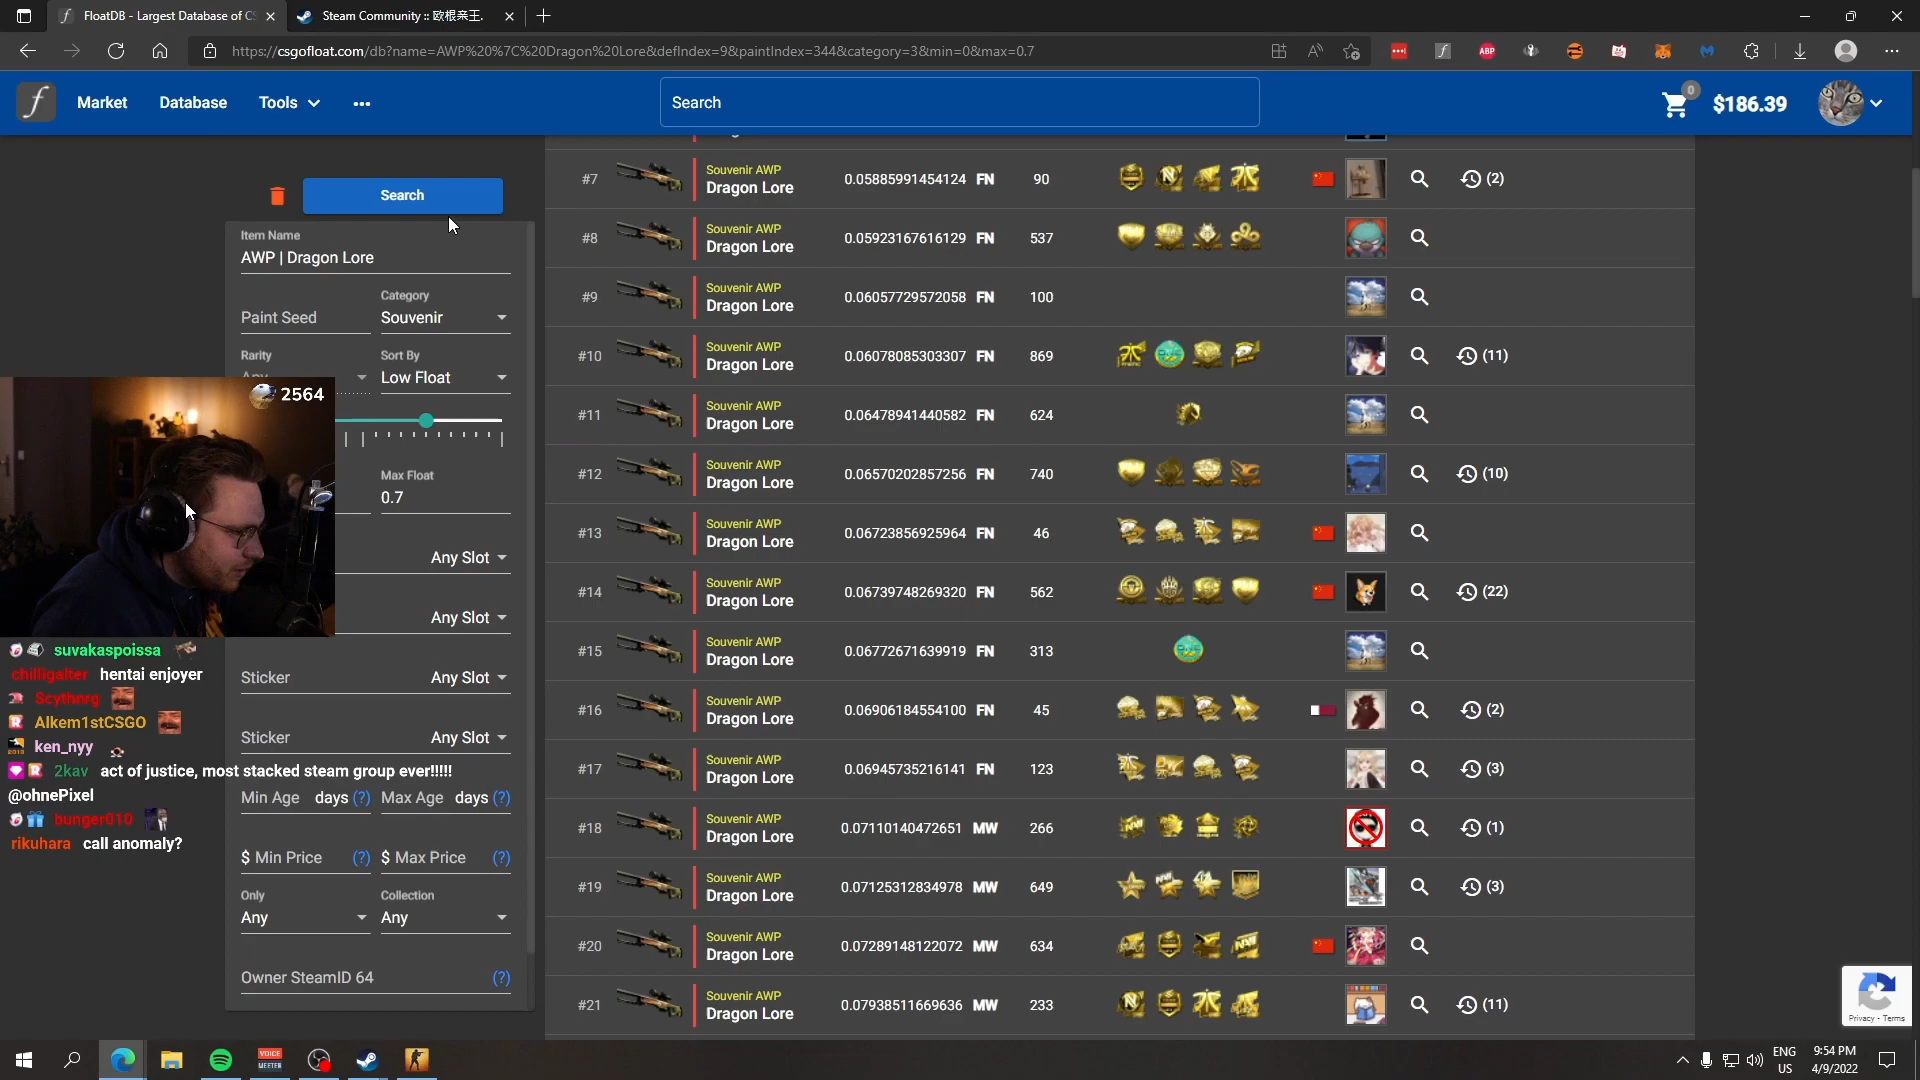 FloatDB - Largest Database of CS
Steam Community :: 欧根亲王.
https://csgofloat.com/db?name=AWP%20%7C%20Dragon%20Lore&defIndex=9&paintIndex=344&category=3&min=0&max=0.7
Market Database Tools ••• Search 0 $186.39
Search
Item Name
AWP | Dragon Lore
Category
Paint Seed Souvenir
Rarity Sort By
Any Low Float
2564
Max Float
0.7
Any Slot
Any Slot
Sticker Any Slot
Sticker Any Slot
Min Age days (?) Max Age days (?)
$ Min Price (?) $ Max Price (?)
Only Collection
Any Any
Owner SteamID 64 (?)
suvakaspoissa
chilligalter hentai enjoyer
Scythnrg
Alkem1stCSGO
ken_nyy
2kav act of justice, most stacked steam group ever!!!!!
@ohnePixel
bunger010
rikuhara call anomaly?
#7 Souvenir AWP Dragon Lore 0.05885991454124 FN 90 (2)
#8 Souvenir AWP Dragon Lore 0.05923167616129 FN 537
#9 Souvenir AWP Dragon Lore 0.06057729572058 FN 100
#10 Souvenir AWP Dragon Lore 0.06078085303307 FN 869 (11)
#11 Souvenir AWP Dragon Lore 0.06478941440582 FN 624
#12 Souvenir AWP Dragon Lore 0.06570202857256 FN 740 (10)
#13 Souvenir AWP Dragon Lore 0.06723856925964 FN 46
#14 Souvenir AWP Dragon Lore 0.06739748269320 FN 562 (22)
#15 Souvenir AWP Dragon Lore 0.06772671639919 FN 313
#16 Souvenir AWP Dragon Lore 0.06906184554100 FN 45 (2)
#17 Souvenir AWP Dragon Lore 0.06945735216141 FN 123 (3)
#18 Souvenir AWP Dragon Lore 0.07110140472651 MW 266 (1)
#19 Souvenir AWP Dragon Lore 0.07125312834978 MW 649 (3)
#20 Souvenir AWP Dragon Lore 0.07289148122072 MW 634
#21 Souvenir AWP Dragon Lore 0.07938511669636 MW 233 (11)
Privacy - Terms
VOICE MEETER
ENG US
9:54 PM
4/9/2022